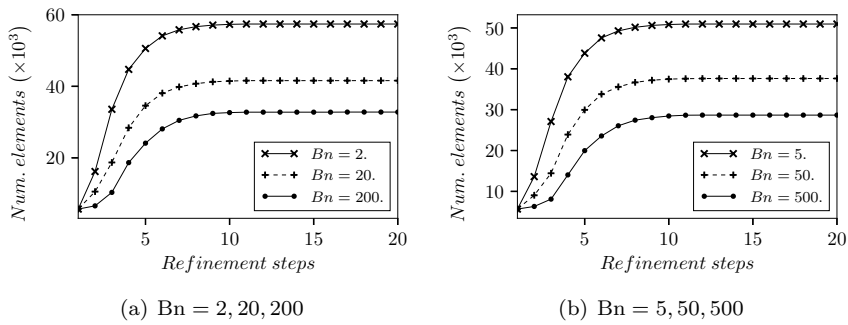 Num. elements (×10³)
60
40
20
5
10
15
20
Refinement steps
Bn = 2.
Bn = 20.
Bn = 200.
(a) Bn = 2, 20, 200
Num. elements (×10³)
50
40
30
20
10
5
10
15
20
Refinement steps
Bn = 5.
Bn = 50.
Bn = 500.
(b) Bn = 5, 50, 500